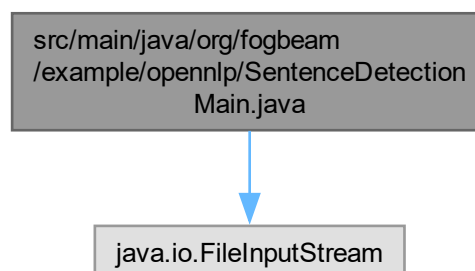 src/main/java/org/fogbeam
/example/opennlp/SentenceDetection
Main.java
java.io.FileInputStream